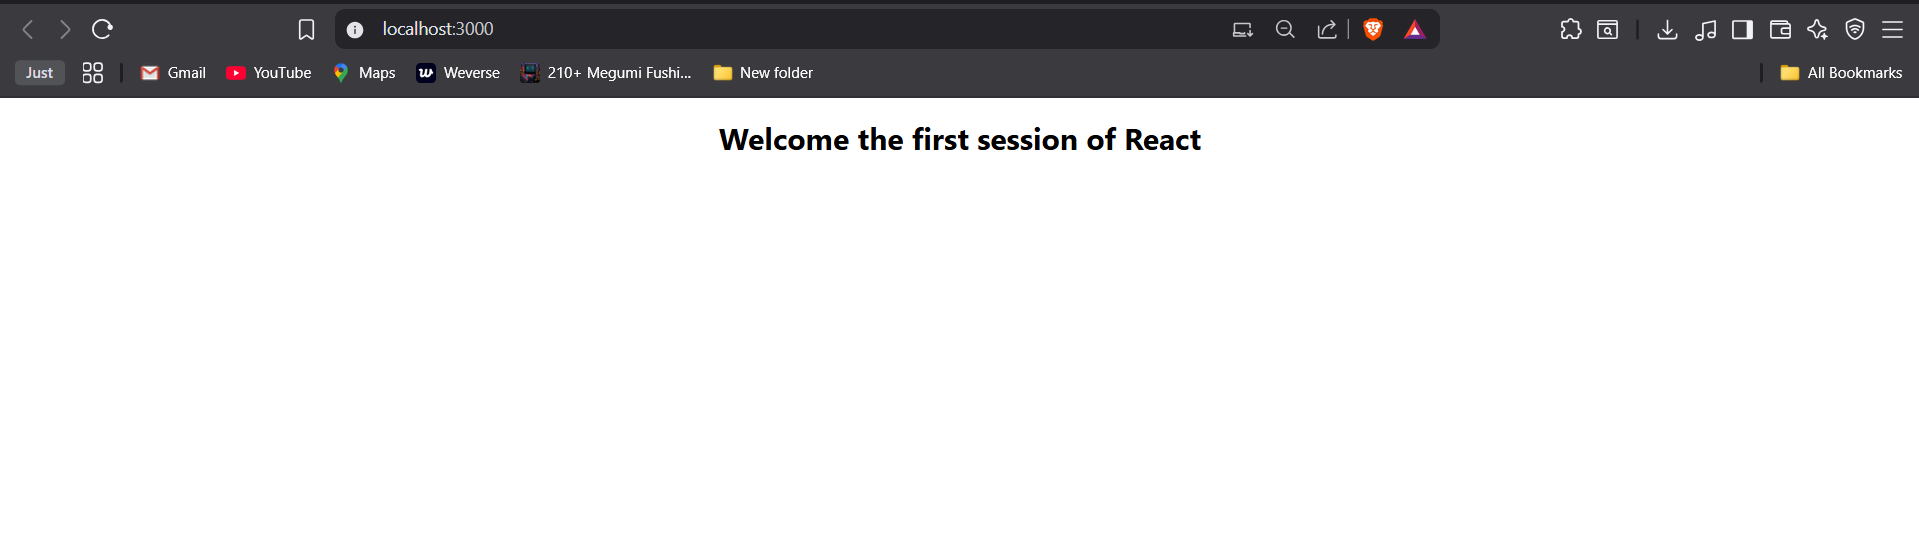 localhost:3000
Just Gmail YouTube Maps Weverse 210+ Megumi Fushi... New folder All Bookmarks
Welcome the first session of React